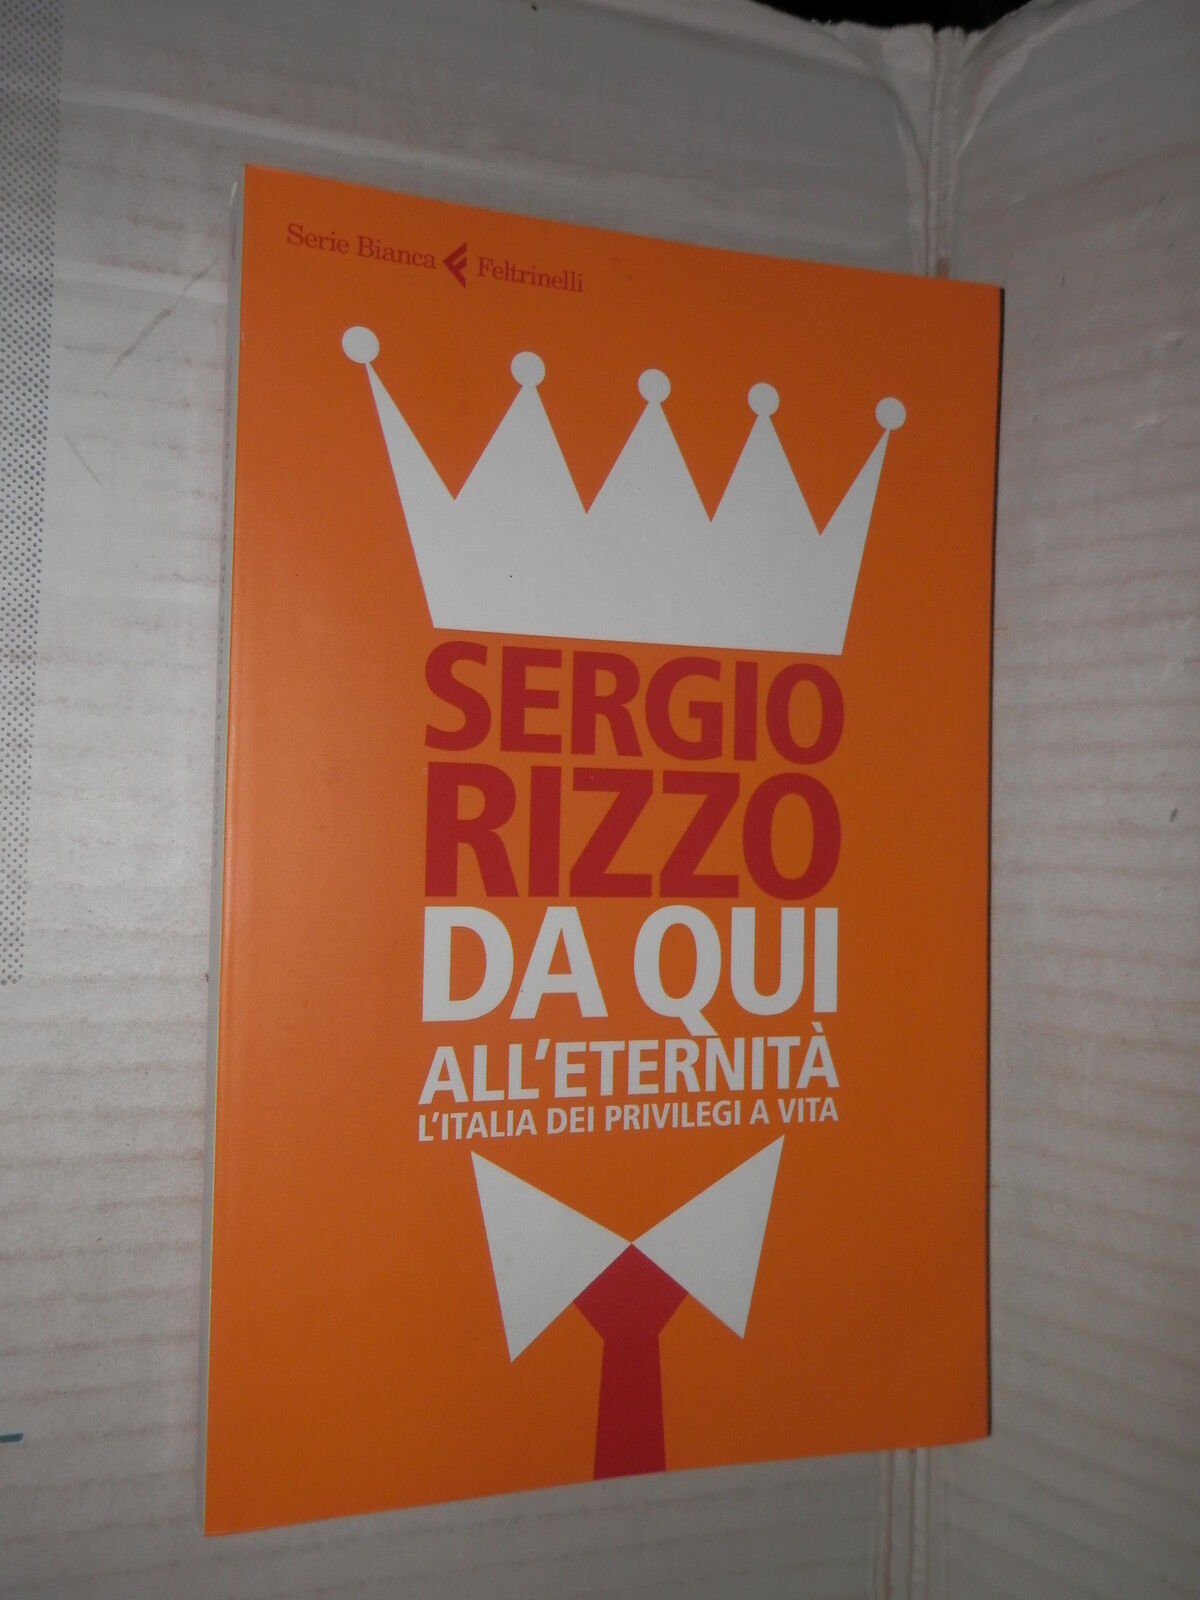 Serie Bianca Feltrinelli
SERGIO
RIZZO
DA QUI
ALL'ETERNITÀ
L'ITALIA DEI PRIVILEGI A VITA